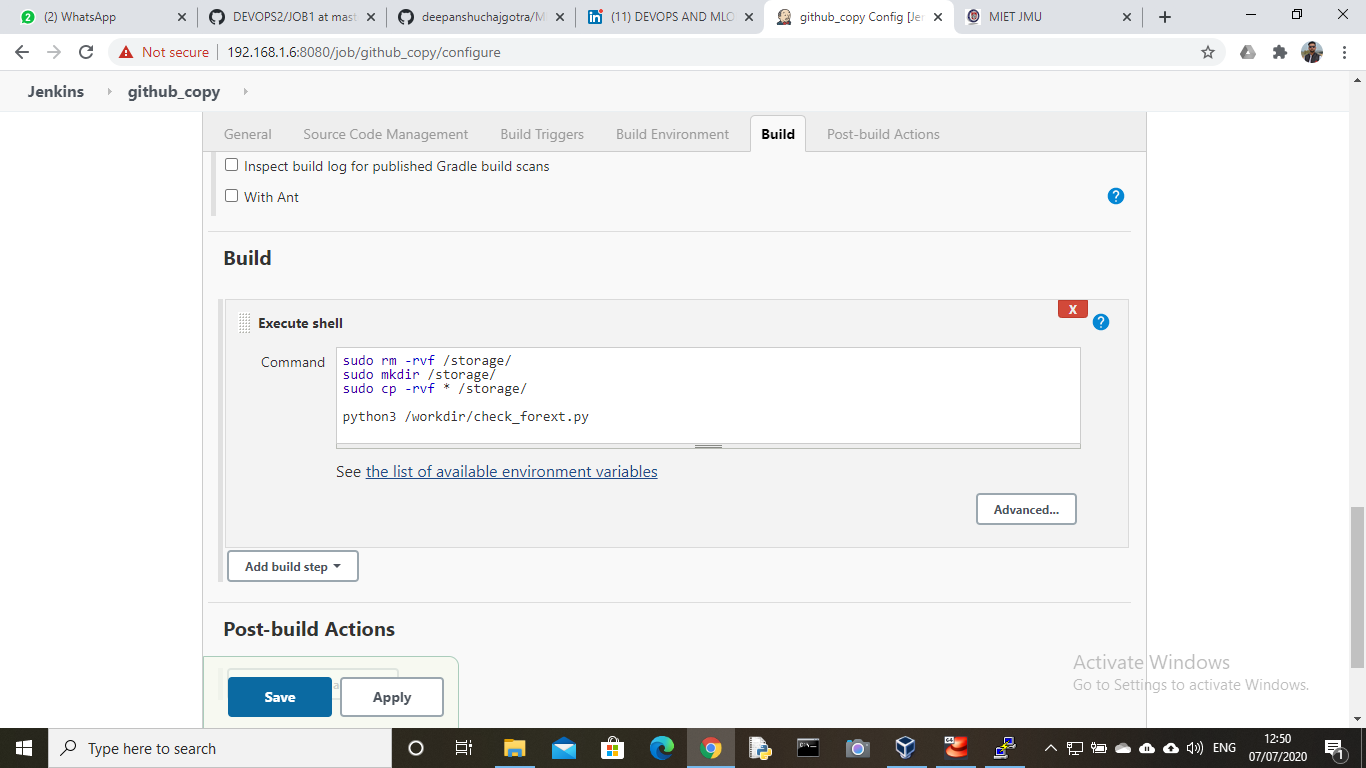 (2) WhatsApp
DEVOPS2/JOB1 at mast
deepanshuchajgotra/M
(11) DEVOPS AND MLO
github_copy Config [Je
MIET JMU
Not secure
192.168.1.6:8080/job/github_copy/configure
Jenkins
github_copy
General
Source Code Management
Build Triggers
Build Environment
Build
Post-build Actions
Inspect build log for published Gradle build scans
With Ant
?
Build
X
?
Execute shell
Command
sudo rm -rvf /storage/
sudo mkdir /storage/
sudo cp -rvf * /storage/
python3 /workdir/check_forext.py
See the list of available environment variables
Advanced...
Add build step
Post-build Actions
Save
Apply
Activate Windows
Go to Settings to activate Windows.
Type here to search
ENG
12:50
07/07/2020
1